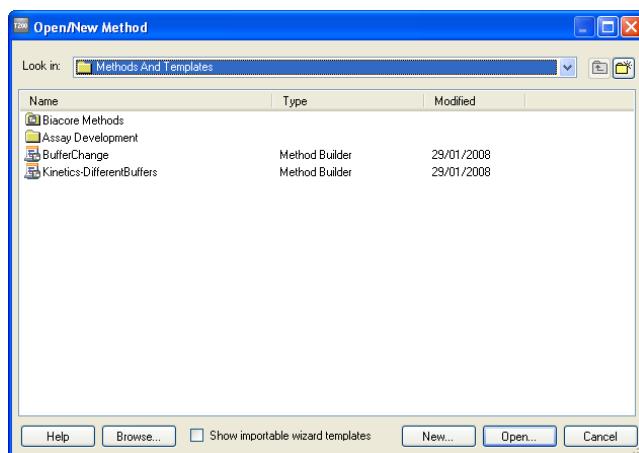 T200 Open/New Method
Look in: Methods And Templates
Name Type Modified
Biacore Methods
Assay Development
BufferChange Method Builder 29/01/2008
Kinetics-DifferentBuffers Method Builder 29/01/2008
Help Browse... Show importable wizard templates New... Open... Cancel